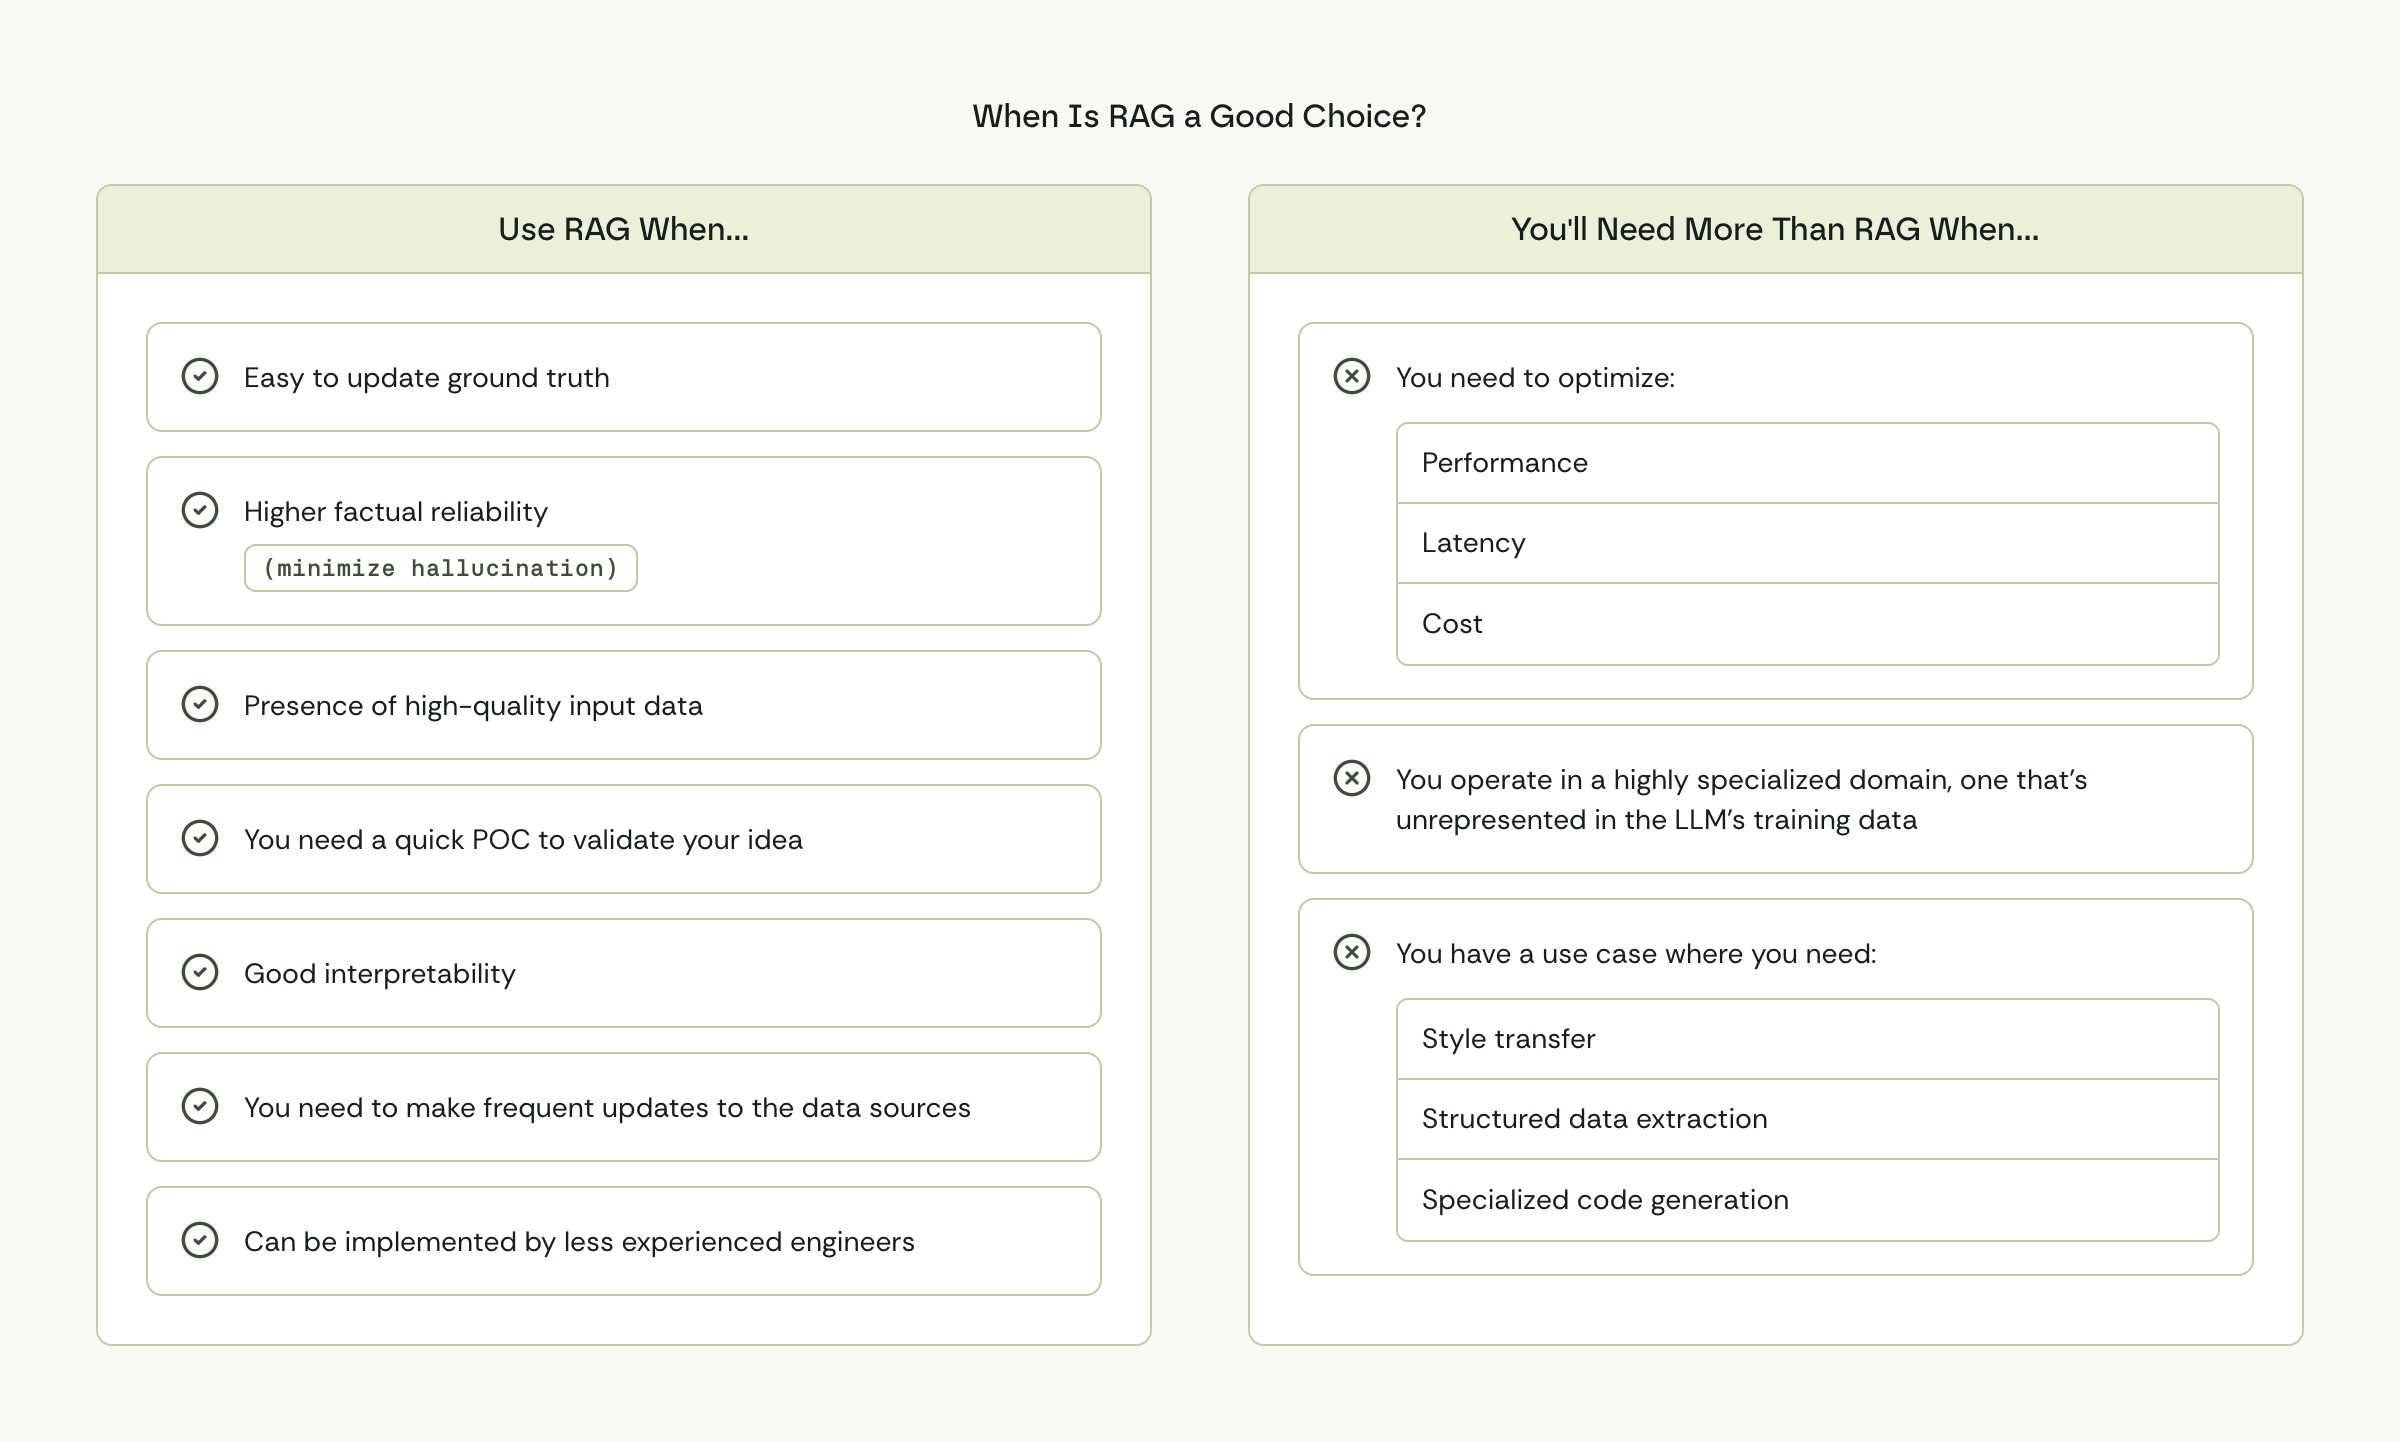 When Is RAG a Good Choice?
Use RAG When...
Easy to update ground truth
Higher factual reliability
(minimize hallucination)
Presence of high-quality input data
You need a quick POC to validate your idea
Good interpretability
You need to make frequent updates to the data sources
Can be implemented by less experienced engineers
You'll Need More Than RAG When...
You need to optimize:
Performance
Latency
Cost
You operate in a highly specialized domain, one that’s
unrepresented in the LLM’s training data
You have a use case where you need:
Style transfer
Structured data extraction
Specialized code generation